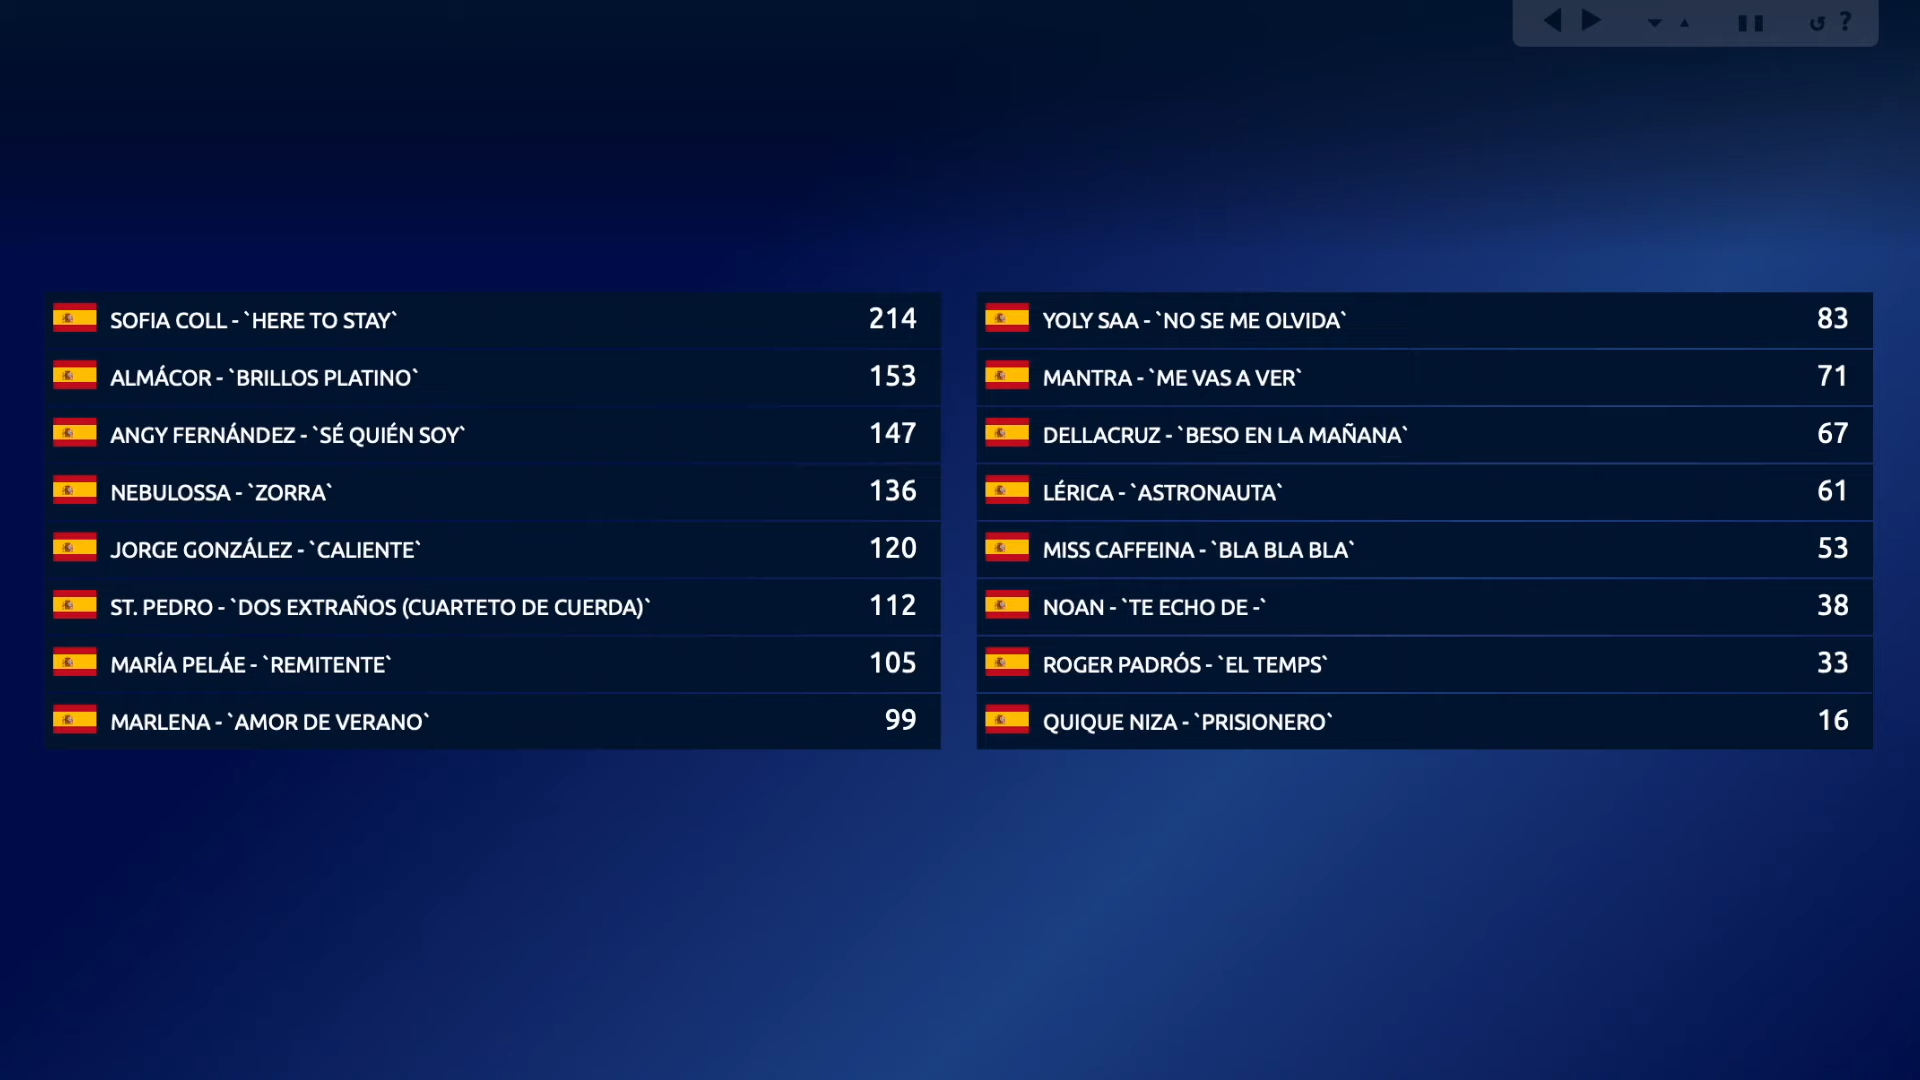 SOFIA COLL - `HERE TO STAY` 214
ALMÁCOR - `BRILLOS PLATINO` 153
ANGY FERNÁNDEZ - `SÉ QUIÉN SOY` 147
NEBULOSSA - `ZORRA` 136
JORGE GONZÁLEZ - `CALIENTE` 120
ST. PEDRO - `DOS EXTRAÑOS (CUARTETO DE CUERDA)` 112
MARÍA PELÁE - `REMITENTE` 105
MARLENA - `AMOR DE VERANO` 99
YOLY SAA - `NO SE ME OLVIDA` 83
MANTRA - `ME VAS A VER` 71
DELLACRUZ - `BESO EN LA MAÑANA` 67
LÉRICA - `ASTRONAUTA` 61
MISS CAFFEINA - `BLA BLA BLA` 53
NOAN - `TE ECHO DE -` 38
ROGER PADRÓS - `EL TEMPS` 33
QUIQUE NIZA - `PRISIONERO` 16